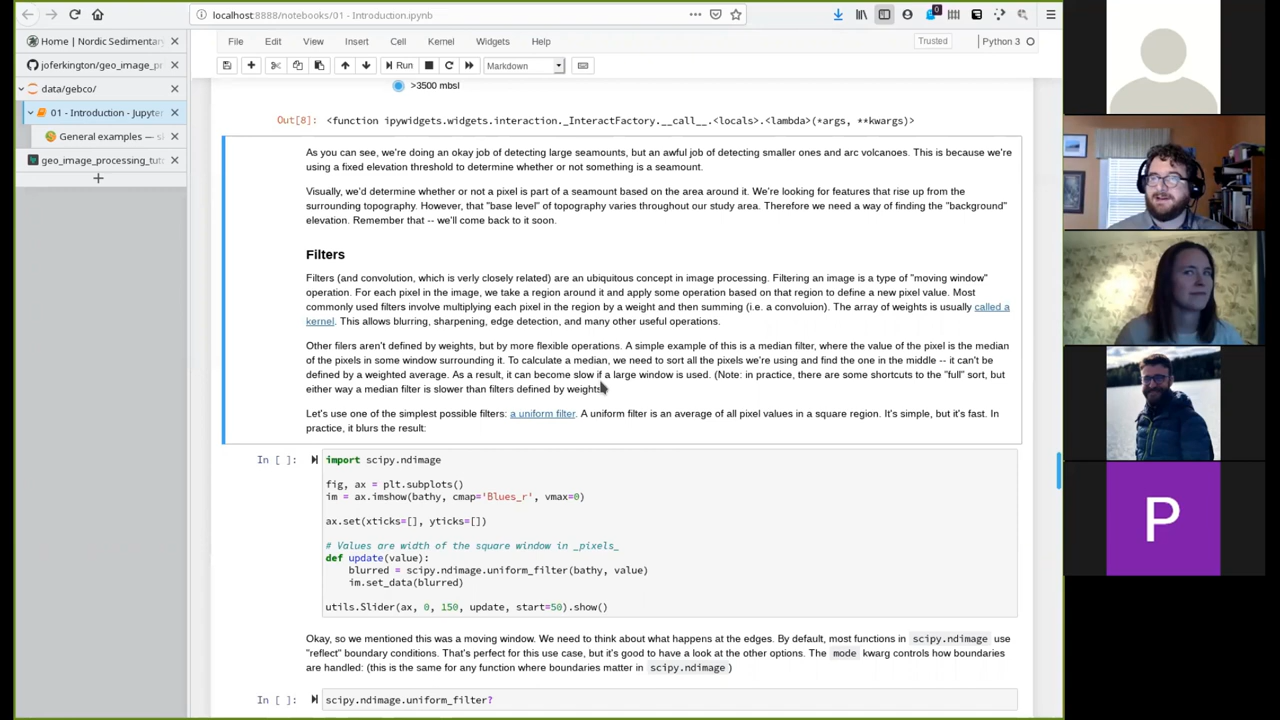 localhost:8888/notebooks/01 - Introduction.ipynb
0
Home | Nordic Sedimentary
joferkington/geo_image_pr
data/gebco/
01 - Introduction - Jupyter
General examples — s
geo_image_processing_tut
File Edit View Insert Cell Kernel Widgets Help
Trusted
Python 3
Run
Markdown
>3500 mbsl
Out[8]: <function ipywidgets.widgets.interaction._InteractFactory.__call__.<locals>.<lambda>(*args, **kwargs)>
As you can see, we're doing an okay job of detecting large seamounts, but an awful job of detecting smaller ones and arc volcanoes. This is because we're
using a fixed elevation threshold to determine whether or not something is a seamount.
Visually, we'd determine whether or not a pixel is part of a seamount based on the area around it. We're looking for features that rise up from the
surrounding topography. However, that "base level" of topography varies throughout our study area. Therefore we need a way of finding the "background"
elevation. Remember that -- we'll come back to it soon.
Filters
Filters (and convolution, which is verly closely related) are an ubiquitous concept in image processing. Filtering an image is a type of "moving window"
operation. For each pixel in the image, we take a region around it and apply some operation based on that region to define a new pixel value. Most
commonly used filters involve multiplying each pixel in the region by a weight and then summing (i.e. a convoluion). The array of weights is usually called a
kernel. This allows blurring, sharpening, edge detection, and many other useful operations.
Other filers aren't defined by weights, but by more flexible operations. A simple example of this is a median filter, where the value of the pixel is the median
of the pixels in some window surrounding it. To calculate a median, we need to sort all the pixels we're using and find the one in the middle -- it can't be
defined by a weighted average. As a result, it can become slow if a large window is used. (Note: in practice, there are some shortcuts to the "full" sort, but
either way a median filter is slower than filters defined by weights.
Let's use one of the simplest possible filters: a uniform filter. A uniform filter is an average of all pixel values in a square region. It's simple, but it's fast. In
practice, it blurs the result:
In [ ]: import scipy.ndimage
fig, ax = plt.subplots()
im = ax.imshow(bathy, cmap='Blues_r', vmax=0)
ax.set(xticks=[], yticks=[])
# Values are width of the square window in _pixels_
def update(value):
blurred = scipy.ndimage.uniform_filter(bathy, value)
im.set_data(blurred)
utils.Slider(ax, 0, 150, update, start=50).show()
Okay, so we mentioned this was a moving window. We need to think about what happens at the edges. By default, most functions in scipy.ndimage use
"reflect" boundary conditions. That's perfect for this use case, but it's good to have a look at the other options. The mode kwarg controls how boundaries
are handled: (this is the same for any function where boundaries matter in scipy.ndimage )
In [ ]: scipy.ndimage.uniform_filter?
P